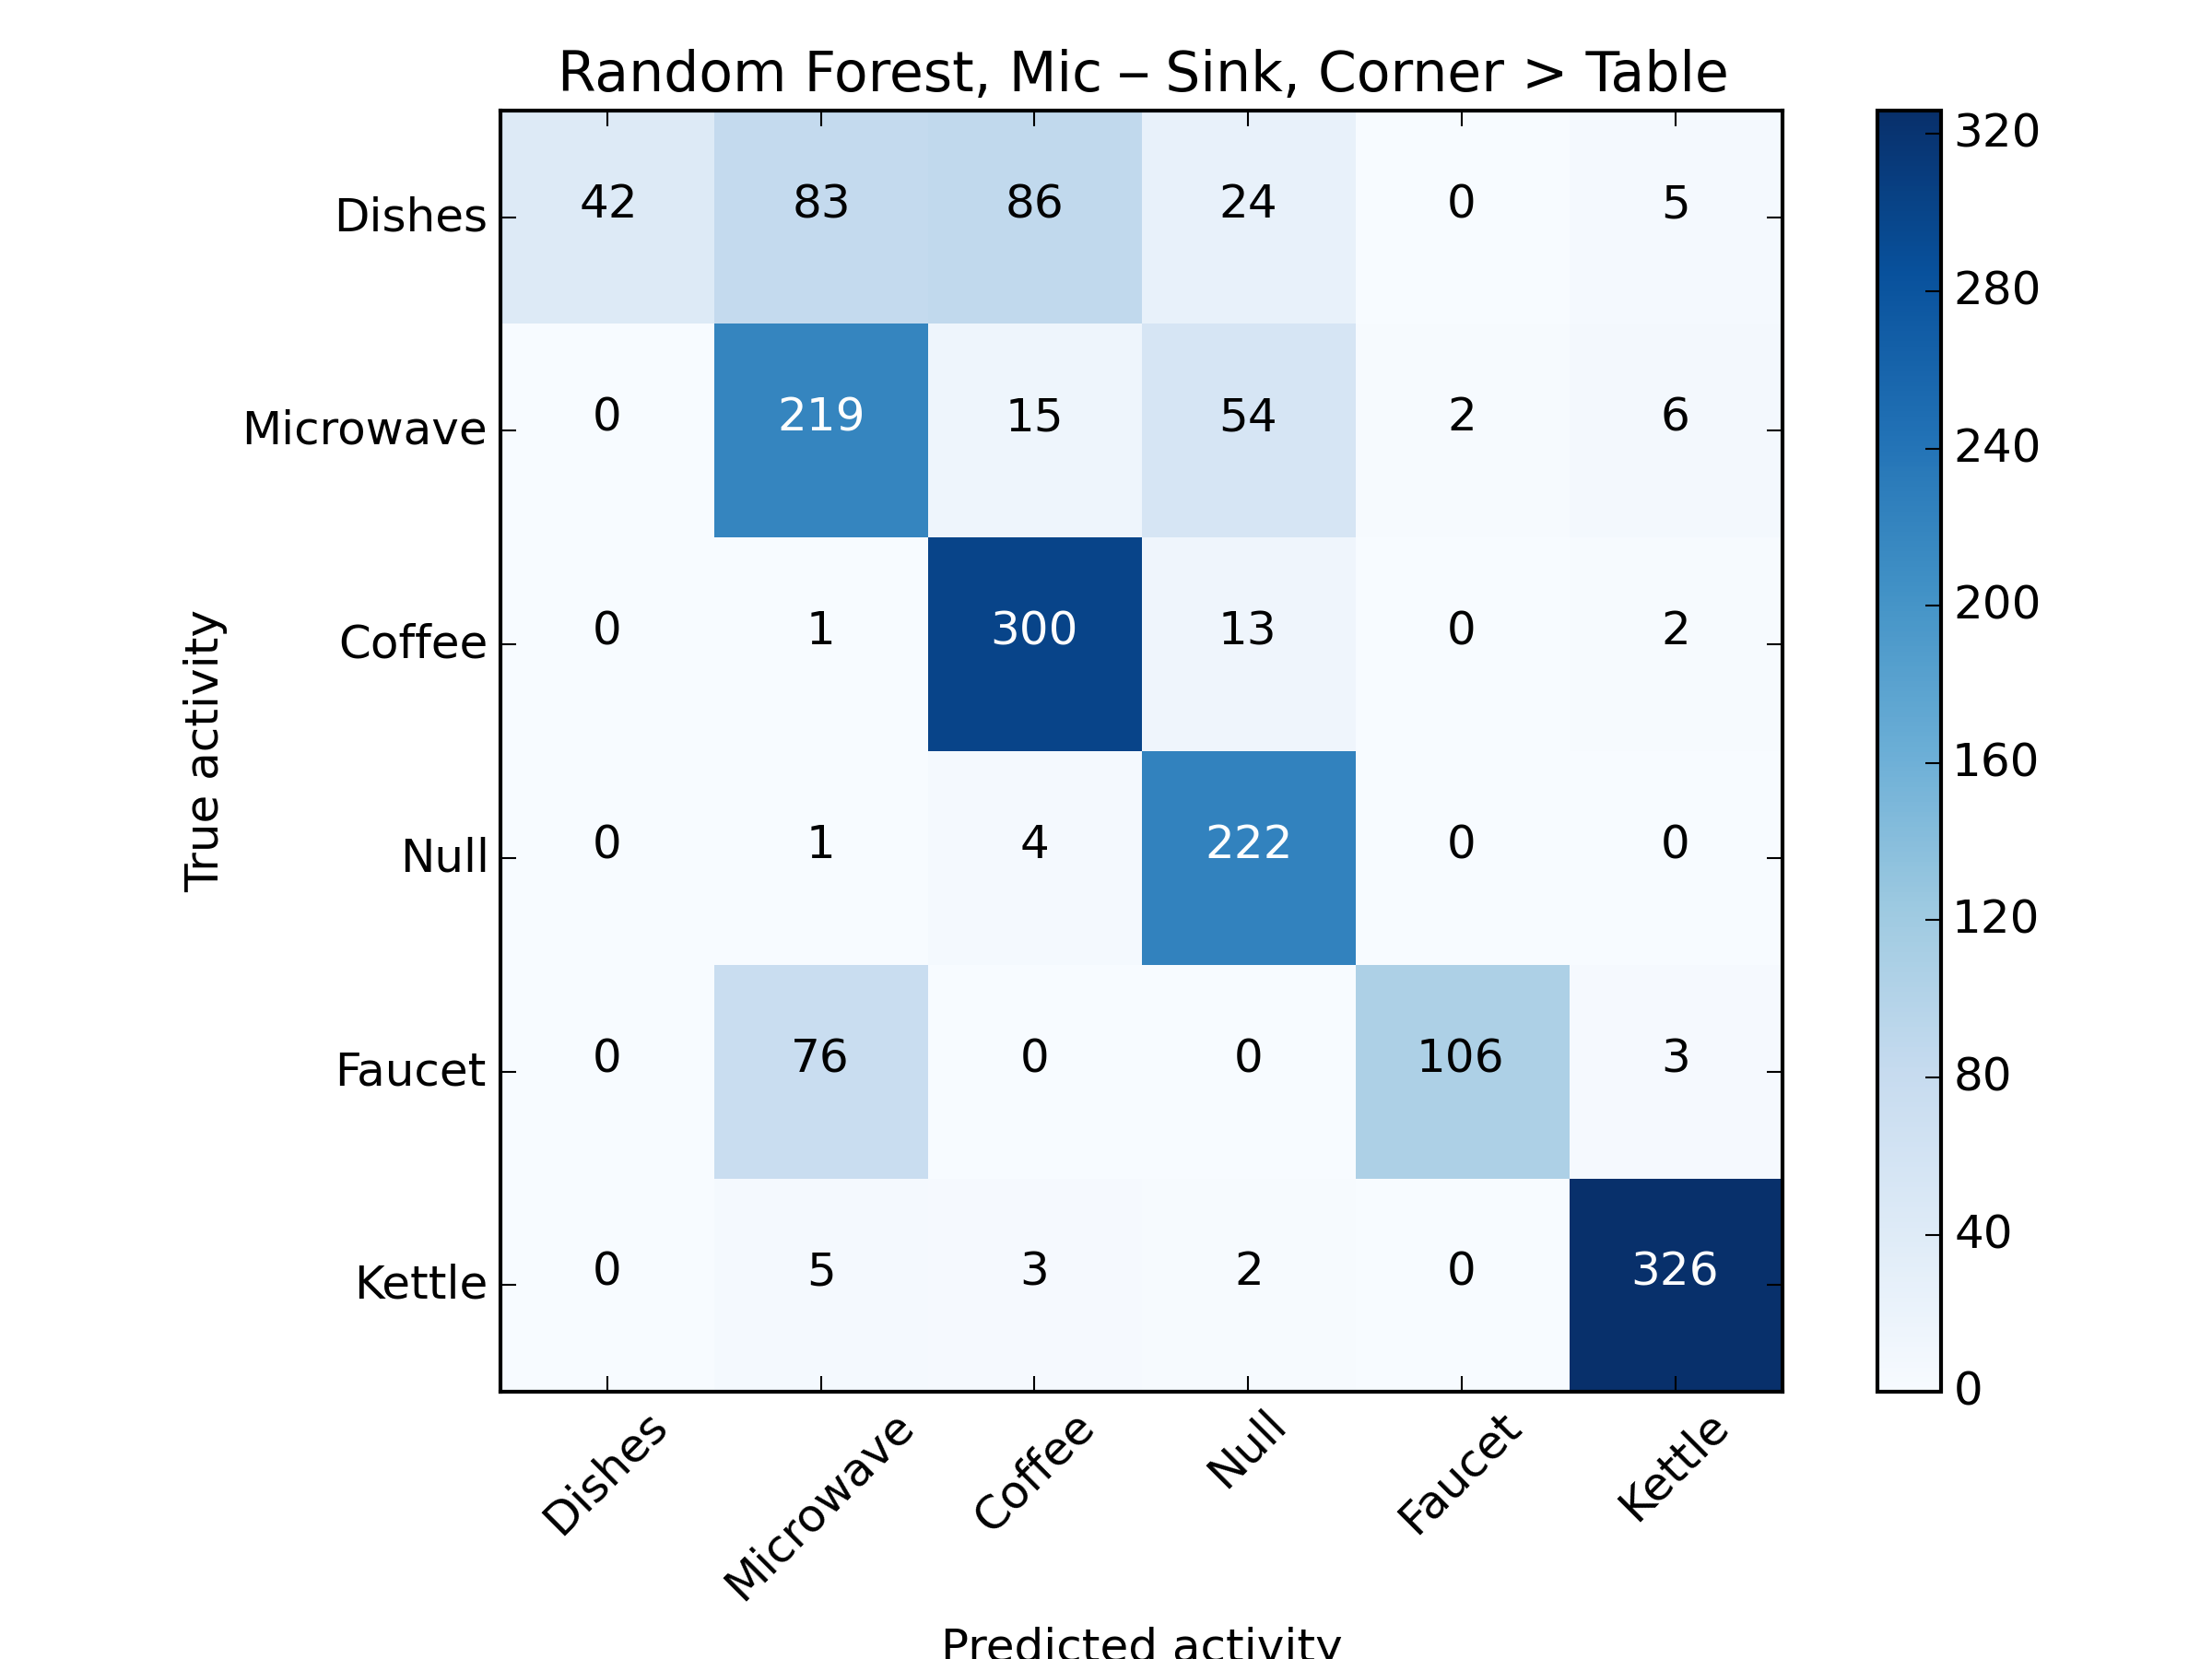 Random Forest, Mic – Sink, Corner > Table
Dishes 42 83 86 24 0 5
Microwave 0 219 15 54 2 6
Coffee 0 1 300 13 0 2
Null 0 1 4 222 0 0
Faucet 0 76 0 0 106 3
Kettle 0 5 3 2 0 326
True activity
Dishes Microwave Coffee Null Faucet Kettle
Predicted activity
320
280
240
200
160
120
80
40
0